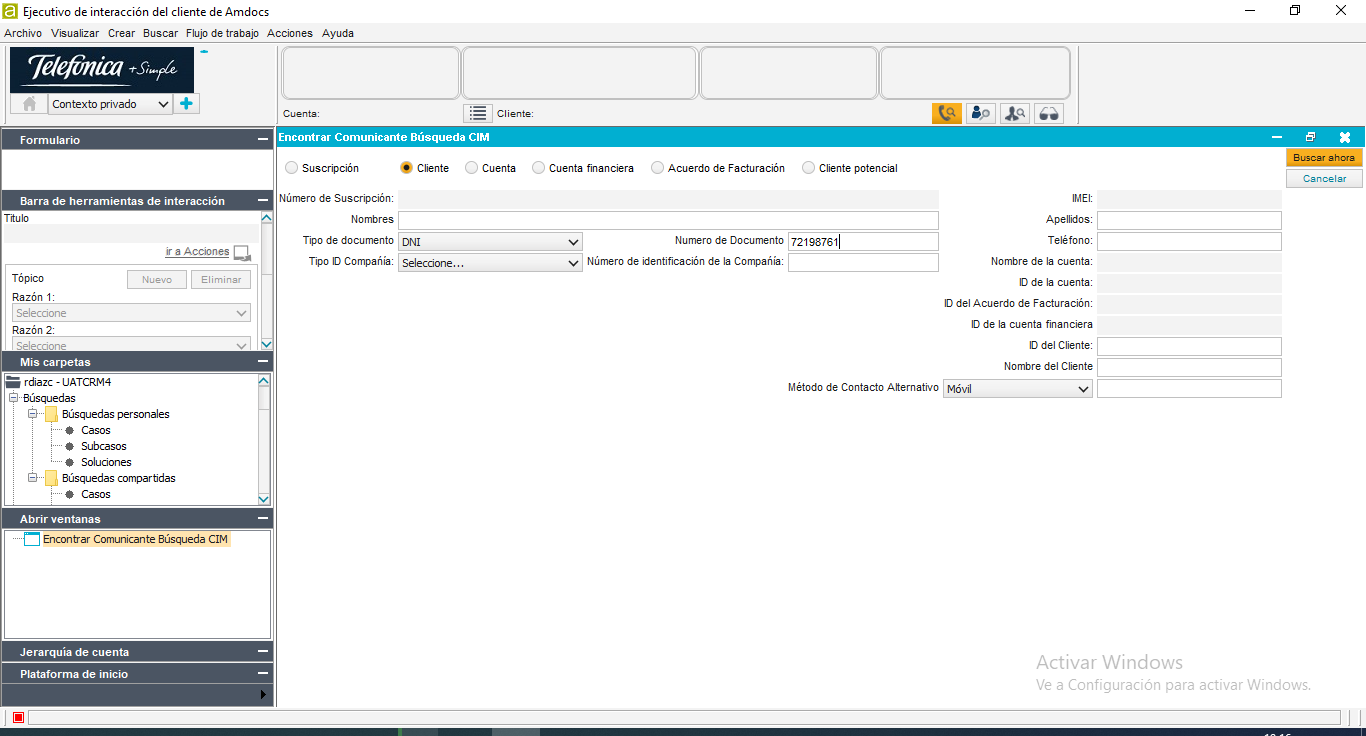 Ejecutivo de interacción del cliente de Amdocs
Archivo Visualizar Crear Buscar Flujo de trabajo Acciones Ayuda
Telefónica +Simple
Contexto privado
Cuenta: Cliente:
Formulario
Barra de herramientas de interacción
Título
ir a Acciones
Tópico Nuevo Eliminar
Razón 1:
Seleccione
Razón 2:
Seleccione
Mis carpetas
rdiazc - UATCRM4
Búsquedas
Búsquedas personales
Casos
Subcasos
Soluciones
Búsquedas compartidas
Casos
Abrir ventanas
Encontrar Comunicante Búsqueda CIM
Jerarquía de cuenta
Plataforma de inicio
Encontrar Comunicante Búsqueda CIM
Suscripción Cliente Cuenta Cuenta financiera Acuerdo de Facturación Cliente potencial
Buscar ahora
Cancelar
Número de Suscripción: IMEI:
Nombres Apellidos:
Tipo de documento DNI Numero de Documento 72198761 Teléfono:
Tipo ID Compañía: Seleccione... Número de identificación de la Compañía: Nombre de la cuenta:
ID de la cuenta:
ID del Acuerdo de Facturación:
ID de la cuenta financiera
ID del Cliente:
Nombre del Cliente
Método de Contacto Alternativo Móvil
Activar Windows
Ve a Configuración para activar Windows.